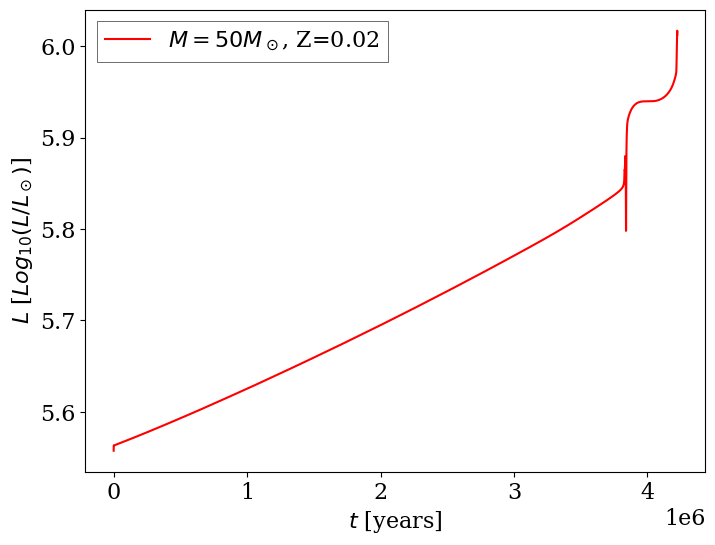 M = 50M⊙, Z=0.02
6.0
5.9
5.8
5.7
5.6
L [Log10(L/L⊙)]
0 1 2 3 4
1e6
t [years]